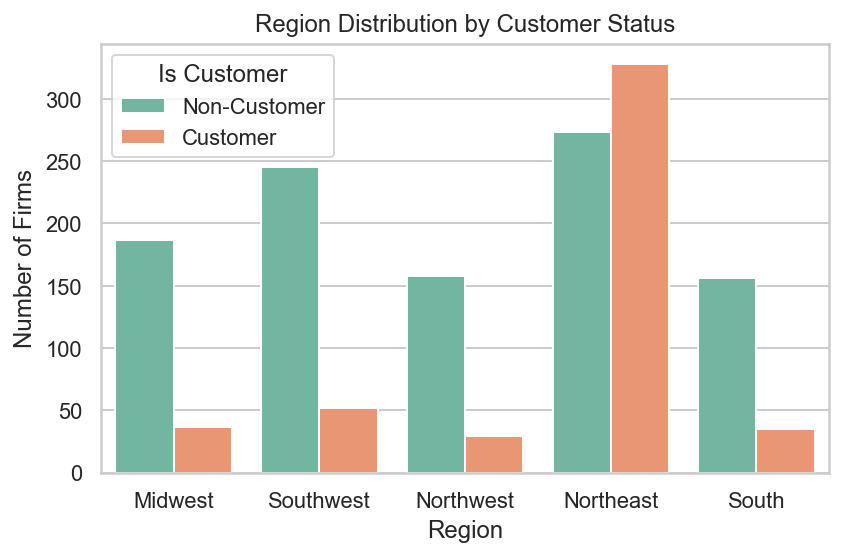 Region Distribution by Customer Status
Is Customer
Non-Customer
Customer
Number of Firms
300
250
200
150
100
50
0
Midwest Southwest Northwest Northeast South
Region